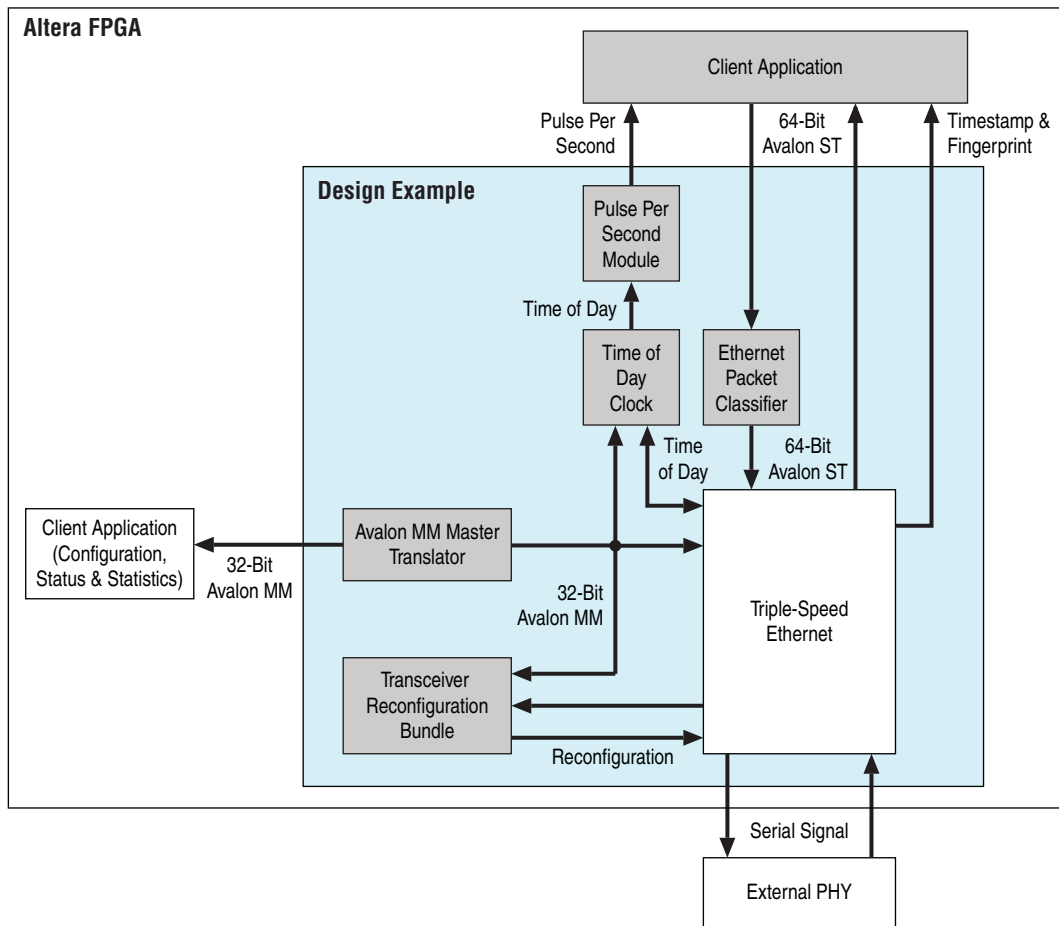 Altera FPGA
Client Application
Pulse Per
Second
64-Bit
Avalon ST
Timestamp &
Fingerprint
Design Example
Pulse Per
Second
Module
Time of Day
Time of
Day
Clock
Ethernet
Packet
Classifier
Time
of Day
64-Bit
Avalon ST
Client Application
(Configuration,
Status & Statistics)
32-Bit
Avalon MM
Avalon MM Master
Translator
32-Bit
Avalon MM
Triple-Speed
Ethernet
Transceiver
Reconfiguration
Bundle
Reconfiguration
Serial Signal
External PHY